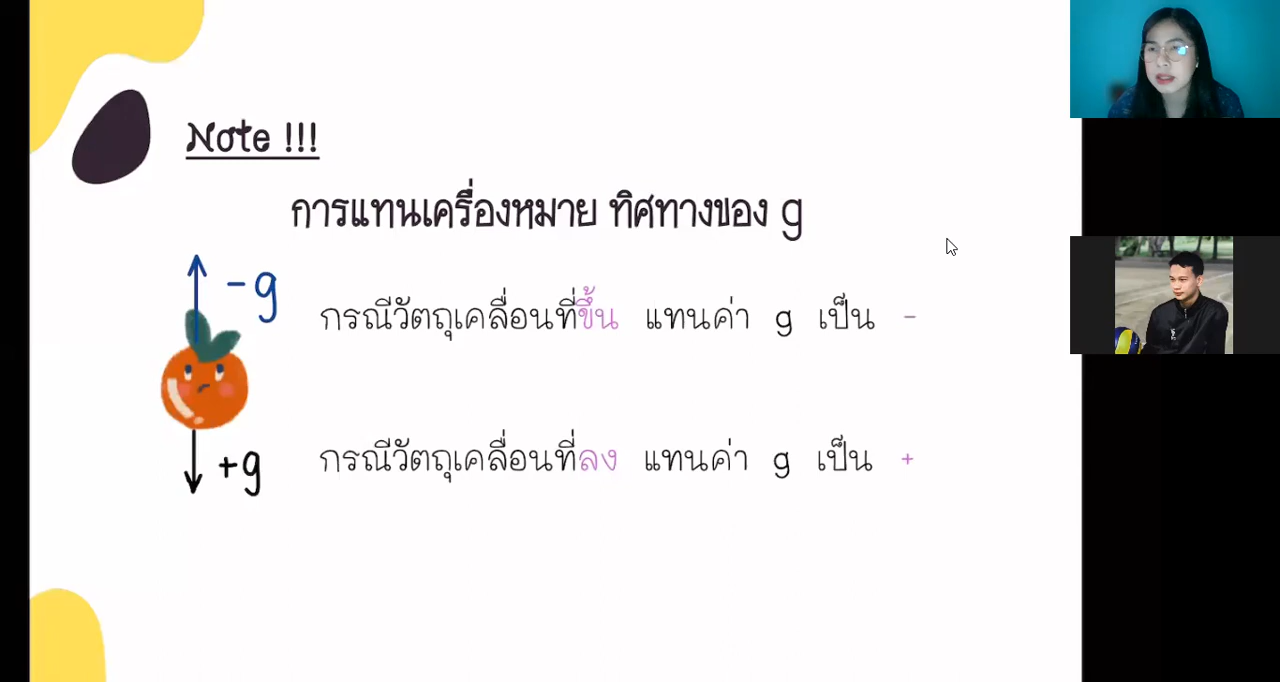 Note !!!
การแทนเครื่องหมาย ทิศทางของ g
-g
กรณีวัตถุเคลื่อนที่ขึ้น แทนค่า g เป็น -
+g
กรณีวัตถุเคลื่อนที่ลง แทนค่า g เป็น +